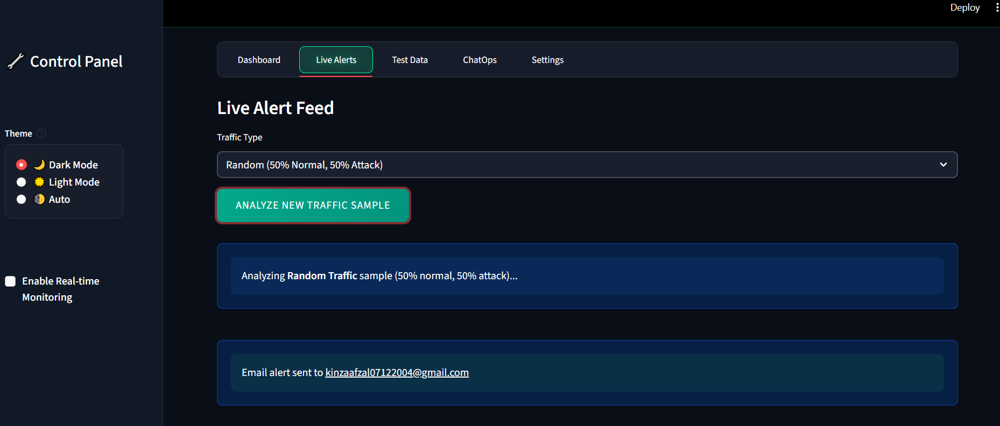 Deploy
Control Panel
Dashboard Live Alerts Test Data ChatOps Settings
Live Alert Feed
Theme ?
Traffic Type
Dark Mode
Random (50% Normal, 50% Attack)
Light Mode
Auto
ANALYZE NEW TRAFFIC SAMPLE
Enable Real-time
Monitoring
Analyzing Random Traffic sample (50% normal, 50% attack)...
Email alert sent to kinzaafzal07122004@gmail.com